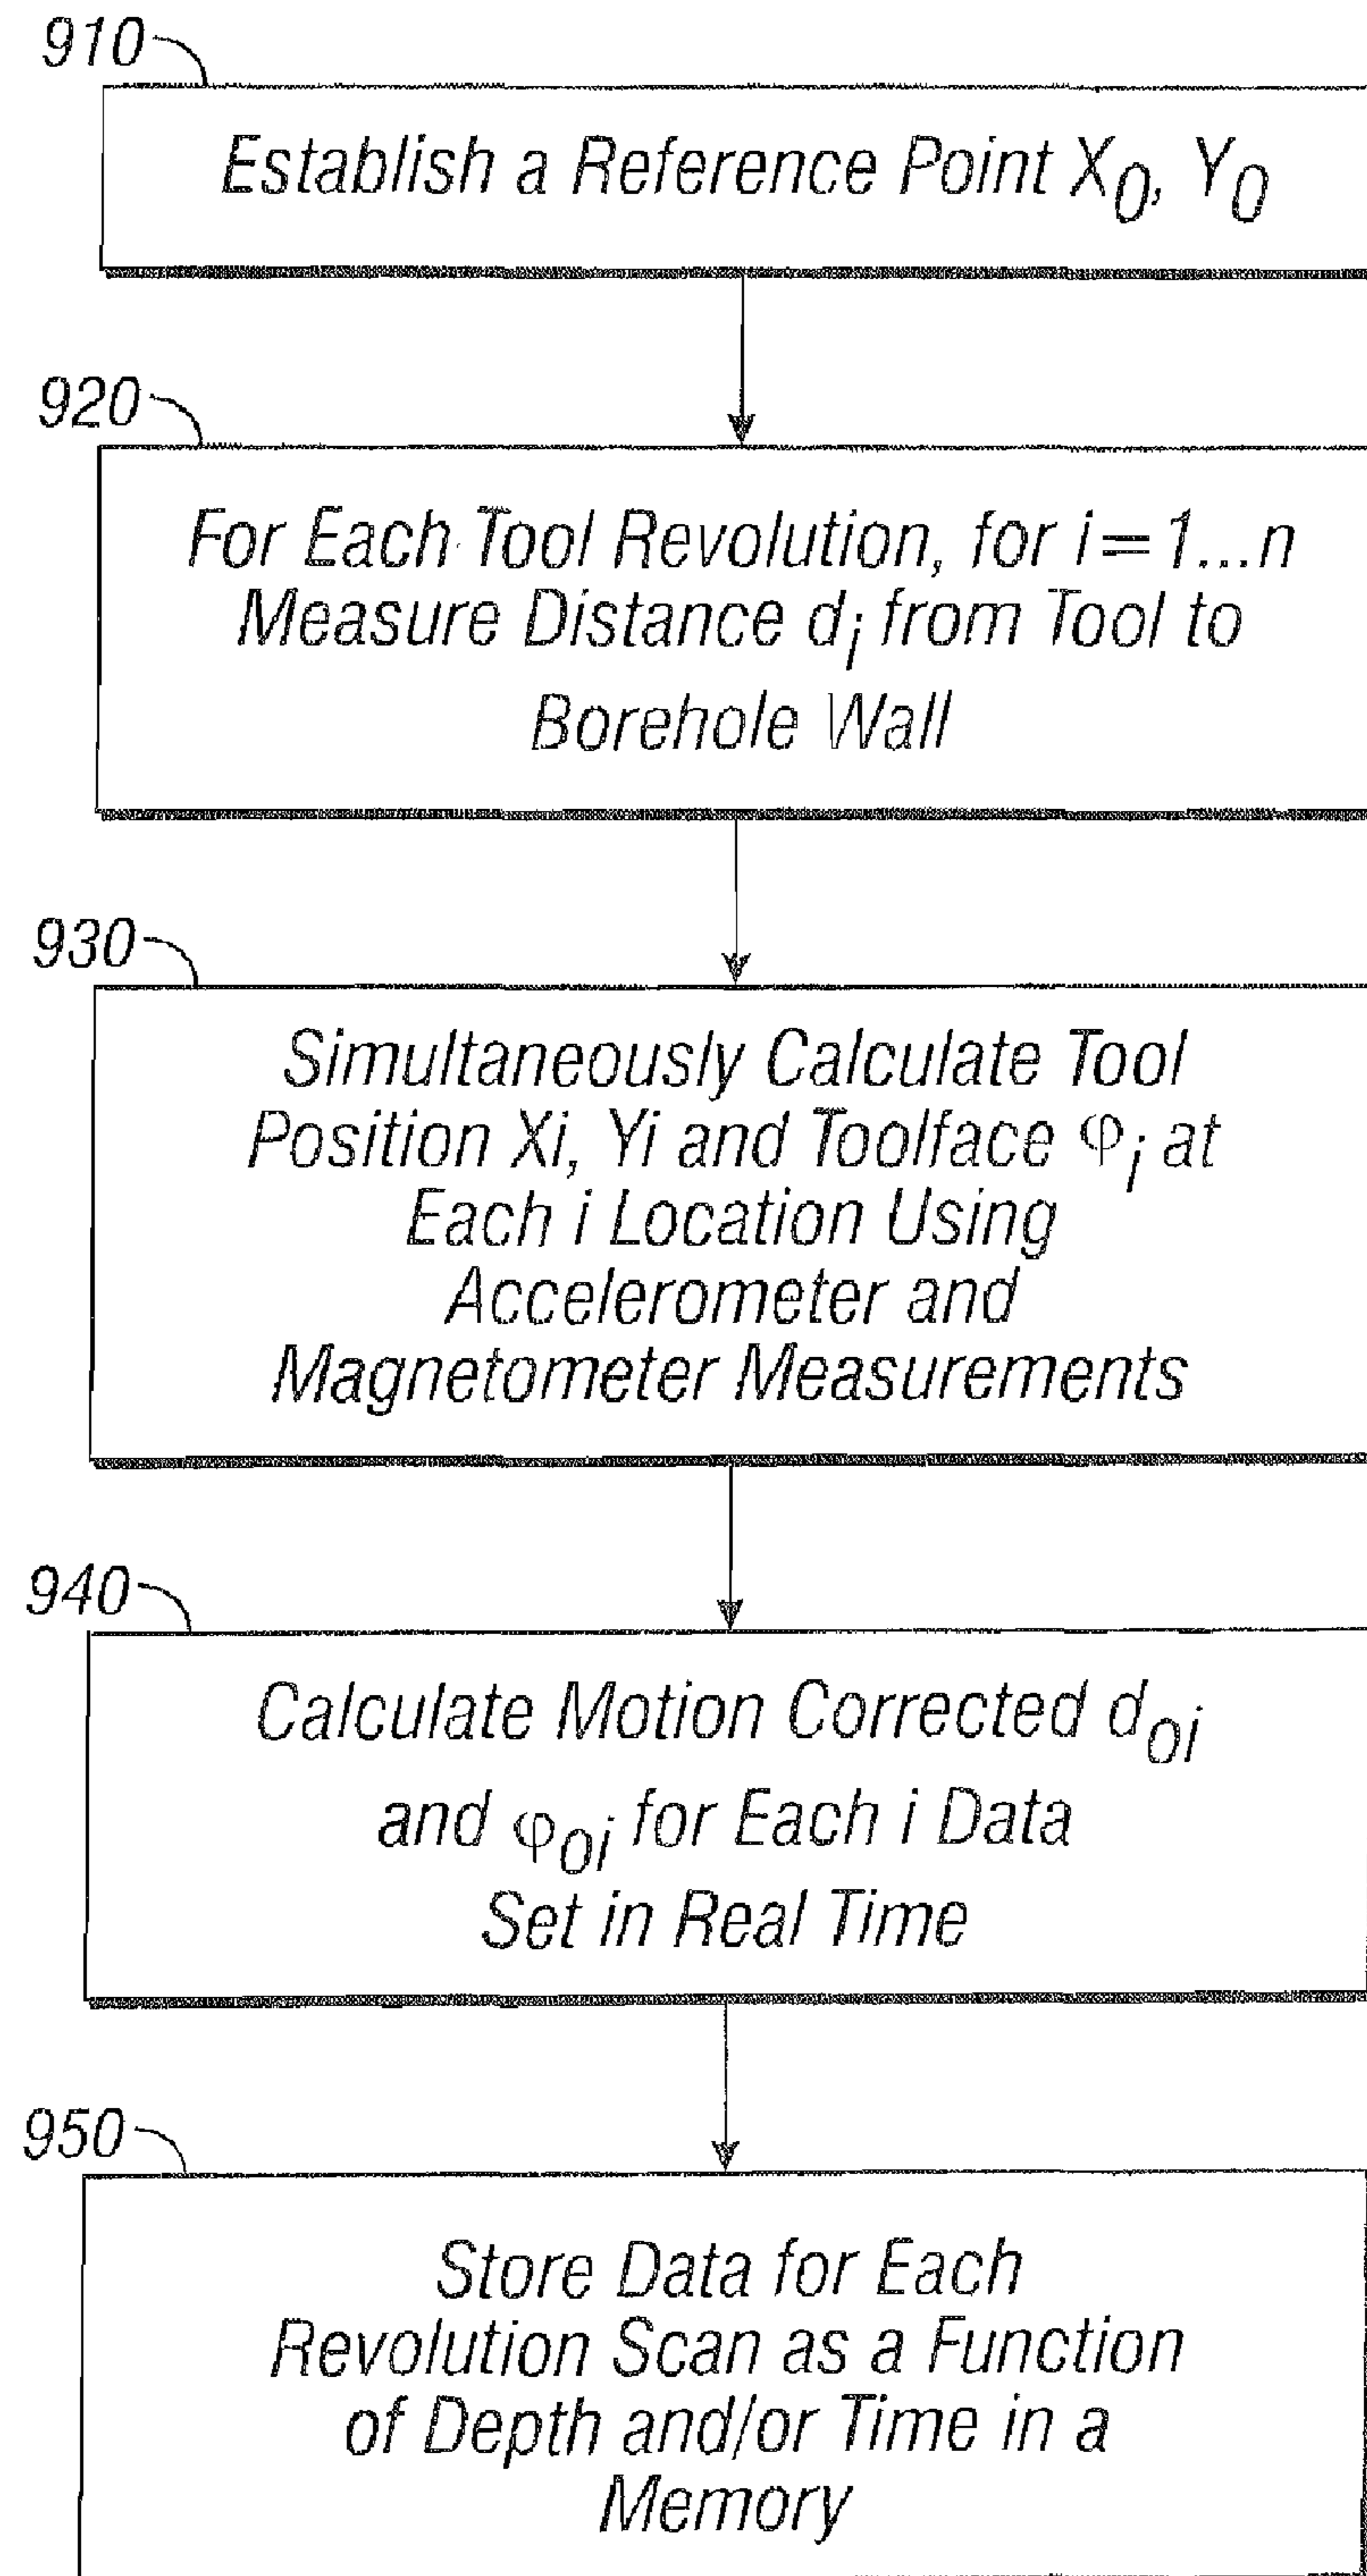 910
Establish a Reference Point X0, Y0
920
For Each Tool Revolution, for i=1...n
Measure Distance di from Tool to
Borehole Wall
930
Simultaneously Calculate Tool
Position Xi, Yi and Toolface φi at
Each i Location Using
Accelerometer and
Magnetometer Measurements
940
Calculate Motion Corrected doi
and φoi for Each i Data
Set in Real Time
950
Store Data for Each
Revolution Scan as a Function
of Depth and/or Time in a
Memory